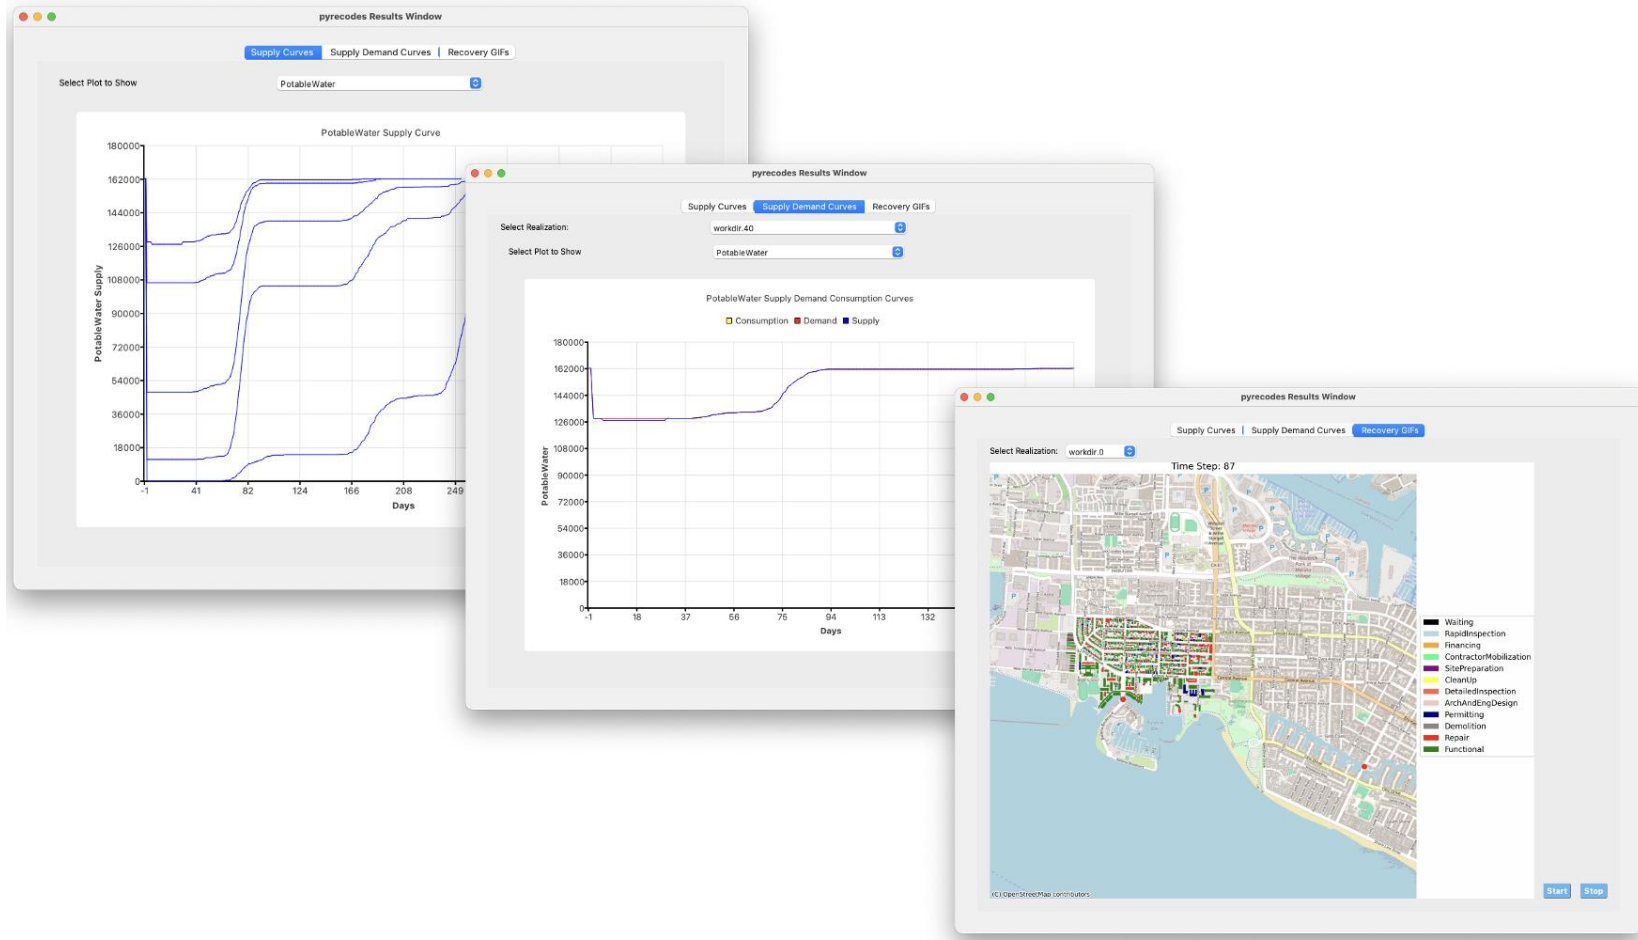 pyrecodes Results Window
Supply Curves Supply Demand Curves Recovery GIFs
Select Plot to Show PotableWater
PotableWater Supply Curve
180000
162000
144000
126000
108000
90000
72000
54000
36000
18000
0
PotableWater Supply
-1 41 82 124 166 208 249
Days
pyrecodes Results Window
Supply Curves Supply Demand Curves Recovery GIFs
Select Realization: workdir.40
Select Plot to Show PotableWater
PotableWater Supply Demand Consumption Curves
Consumption Demand Supply
180000
162000
144000
126000
108000
90000
72000
54000
36000
18000
0
PotableWater
-1 18 37 56 75 94 113 132
Days
pyrecodes Results Window
Supply Curves Supply Demand Curves Recovery GIFs
Select Realization: workdir.0
Time Step: 87
Waiting
RapidInspection
Financing
ContractorMobilization
SitePreparation
CleanUp
DetailedInspection
ArchAndEngDesign
Permitting
Demolition
Repair
Functional
(C) OpenStreetMap contributors
Start Stop